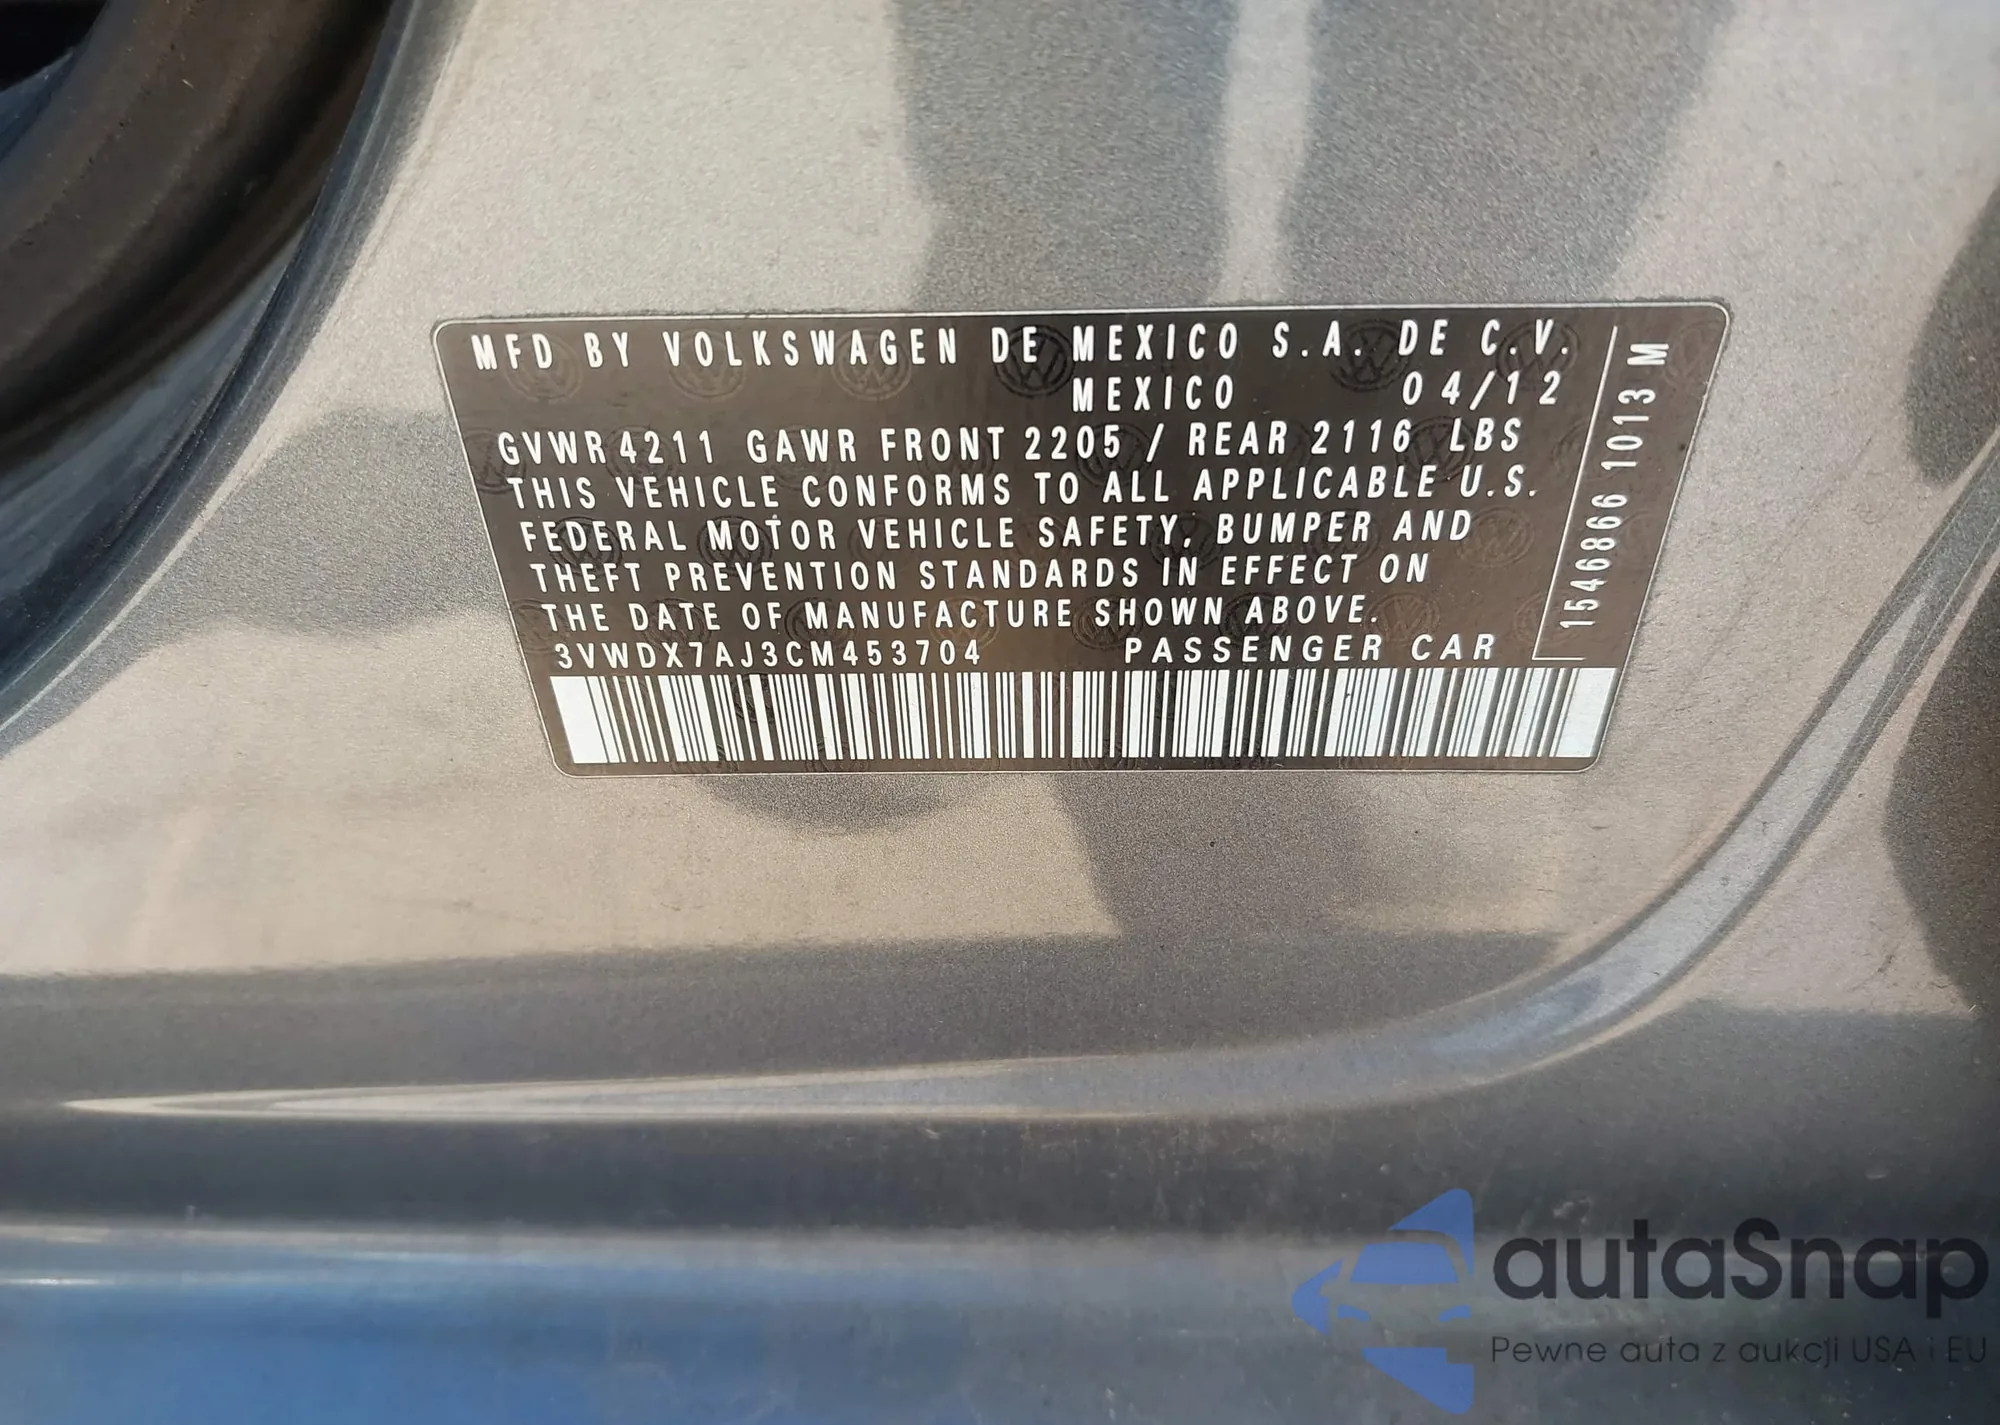 MFD BY VOLKSWAGEN DE MEXICO S.A. DE C.V.
MEXICO 04/12
GVWR 4211 GAWR FRONT 2205 / REAR 2116 LBS
THIS VEHICLE CONFORMS TO ALL APPLICABLE U.S.
FEDERAL MOTOR VEHICLE SAFETY, BUMPER AND
THEFT PREVENTION STANDARDS IN EFFECT ON
THE DATE OF MANUFACTURE SHOWN ABOVE.
3VWDX7AJ3CM453704 PASSENGER CAR
1546866 1013 M
autaSnap
Pewne auta z aukcji USA i EU